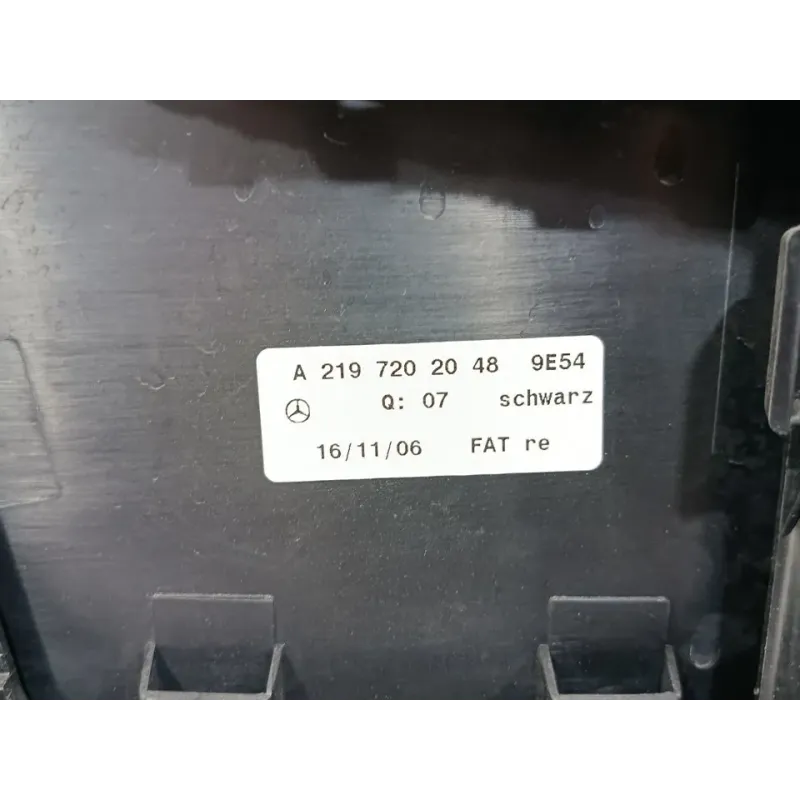 A 219 720 20 48 9E54
Q: 07 schwarz
16/11/06 FAT re